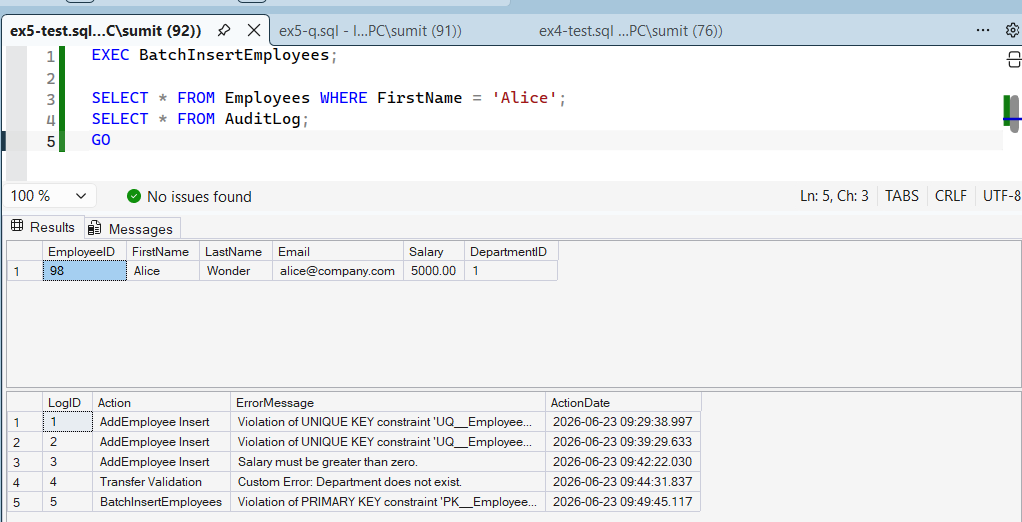 ex5-test.sql...C\sumit (92)) ex5-q.sql - l...PC\sumit (91)) ex4-test.sql ...PC\sumit (76))
1 EXEC BatchInsertEmployees;
2
3 SELECT * FROM Employees WHERE FirstName = 'Alice';
4 SELECT * FROM AuditLog;
5 GO
100 % No issues found Ln: 5, Ch: 3 TABS CRLF UTF-8
Results Messages
EmployeeID FirstName LastName Email Salary DepartmentID
1 98 Alice Wonder alice@company.com 5000.00 1
LogID Action ErrorMessage ActionDate
1 1 AddEmployee Insert Violation of UNIQUE KEY constraint 'UQ__Employee... 2026-06-23 09:29:38.997
2 2 AddEmployee Insert Violation of UNIQUE KEY constraint 'UQ__Employee... 2026-06-23 09:39:29.633
3 3 AddEmployee Insert Salary must be greater than zero. 2026-06-23 09:42:22.030
4 4 Transfer Validation Custom Error: Department does not exist. 2026-06-23 09:44:31.837
5 5 BatchInsertEmployees Violation of PRIMARY KEY constraint 'PK__Employee... 2026-06-23 09:49:45.117